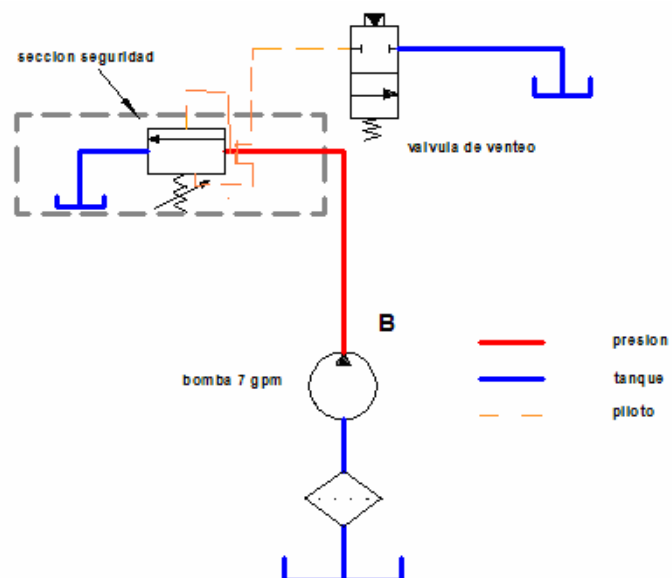 seccion seguridad
valvula de venteo
B
bomba 7 gpm
presion
tanque
piloto